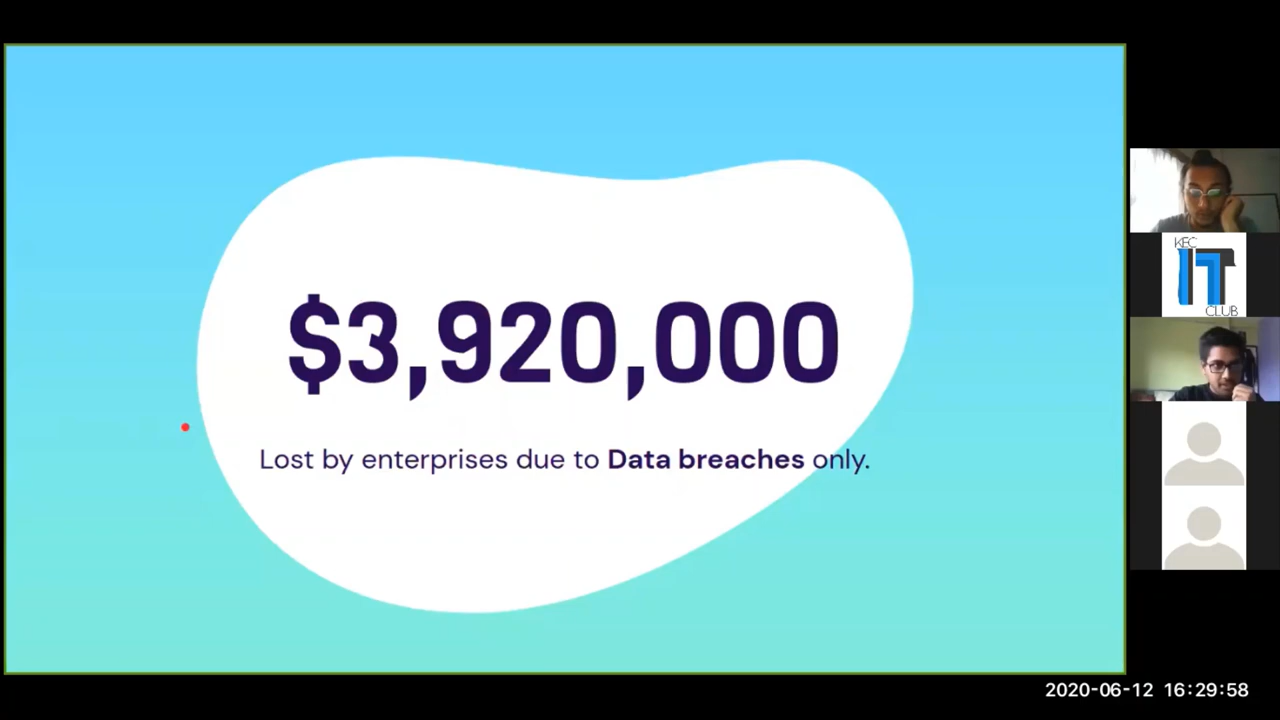 $3,920,000
Lost by enterprises due to Data breaches only.
KEC
IT
CLUB
2020-06-12 16:29:58